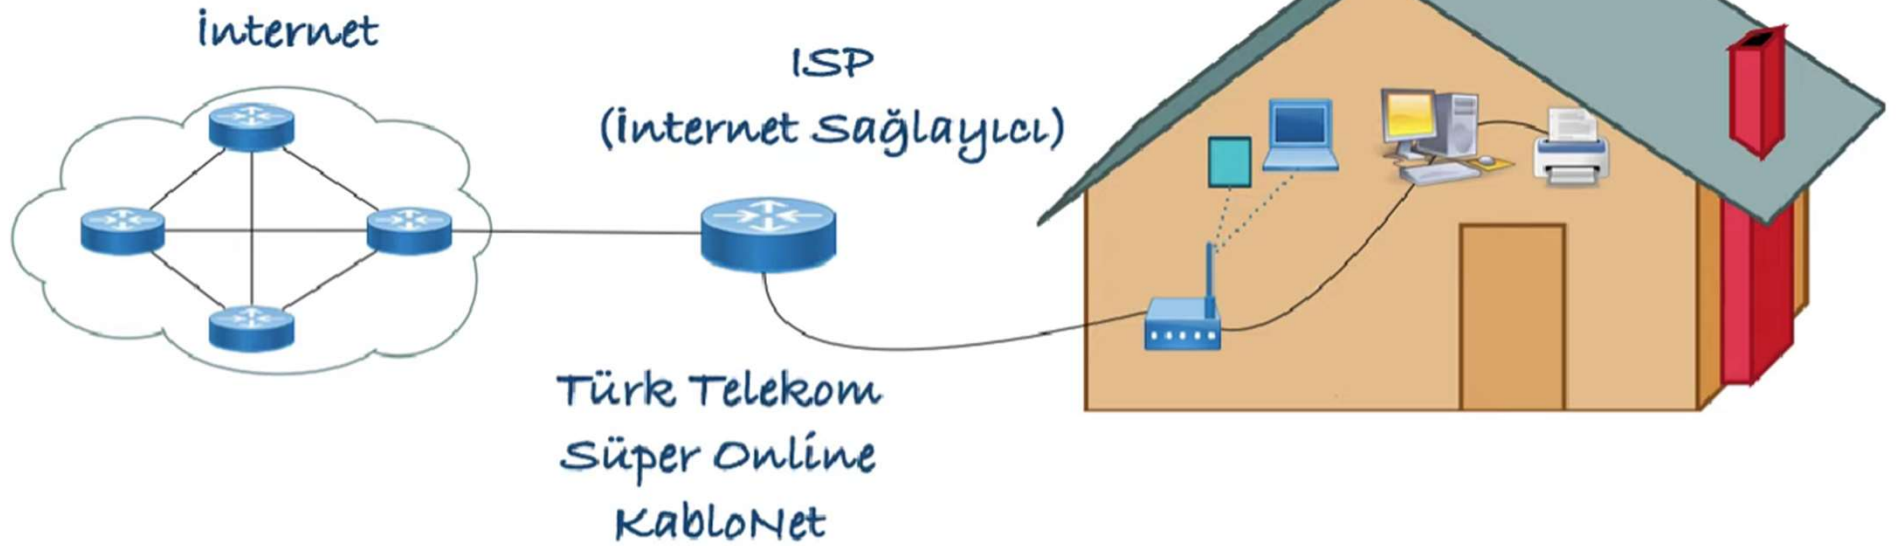 İnternet
ISP
(İnternet Sağlayıcı)
Türk Telekom
Süper Online
KabloNet